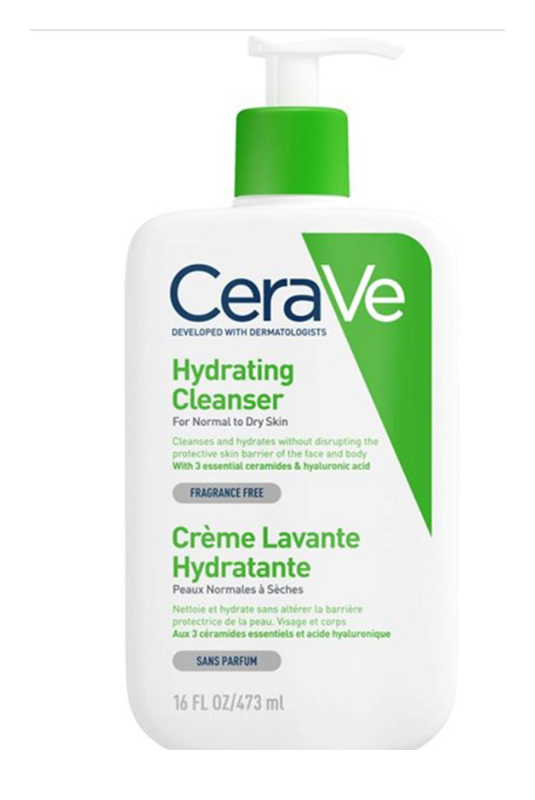 CeraVe
DEVELOPED WITH DERMATOLOGISTS
Hydrating
Cleanser
For Normal to Dry Skin
Cleanses and hydrates without disrupting the
protective skin barrier of the face and body
With 3 essential ceramides & hyaluronic acid
FRAGRANCE FREE
Crème Lavante
Hydratante
Peaux Normales à Sèches
Nettoie et hydrate sans altérer la barrière
protectrice de la peau. Visage et corps
Aux 3 céramides essentiels et acide hyaluronique
SANS PARFUM
16 FL OZ/473 ml